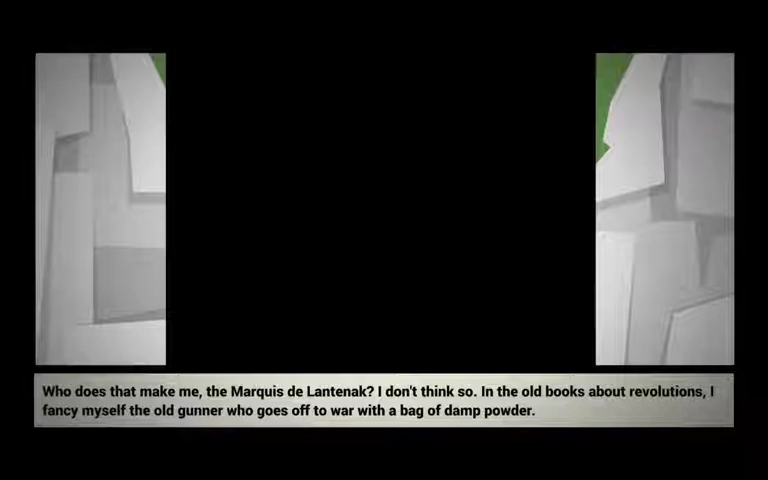 Who does that make me, the Marquis de Lantenak? I don't think so. In the old books about revolutions, I
fancy myself the old gunner who goes off to war with a bag of damp powder.